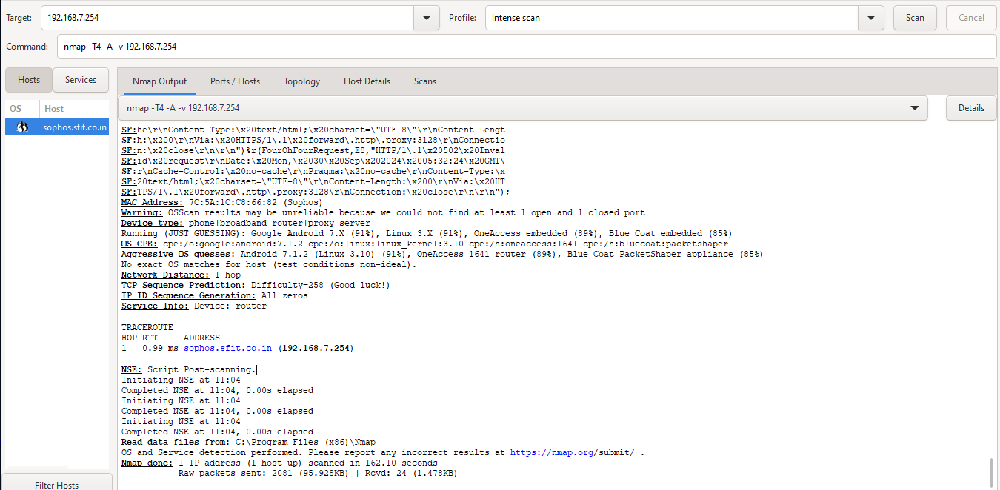 Target: 192.168.7.254 Profile: Intense scan Scan Cancel
Command: nmap -T4 -A -v 192.168.7.254
Hosts Services
Nmap Output Ports / Hosts Topology Host Details Scans
OS Host
nmap -T4 -A -v 192.168.7.254 Details
sophos.sfit.co.in
SF:he\r\nContent-Type:\x20text/html;\x20charset=\"UTF-8\"\r\nContent-Lengt
SF:h:\x200\r\nVia:\x20HTTPS/1\.1\x20forward\.http\.proxy:3128\r\nConnectio
SF:n:\x20close\r\n\r\n")%r(FourOhFourRequest,E8,"HTTP/1\.1\x20502\x20Inval
SF:id\x20request\r\nDate:\x20Mon,\x2030\x20Sep\x202024\x2005:32:24\x20GMT\
SF:r\nCache-Control:\x20no-cache\r\nPragma:\x20no-cache\r\nContent-Type:\x
SF:20text/html;\x20charset=\"UTF-8\"\r\nContent-Length:\x200\r\nVia:\x20HT
SF:TPS/1\.1\x20forward\.http\.proxy:3128\r\nConnection:\x20close\r\n\r\n");
MAC Address: 7C:5A:1C:C8:66:82 (Sophos)
Warning: OSScan results may be unreliable because we could not find at least 1 open and 1 closed port
Device type: phone|broadband router|proxy server
Running (JUST GUESSING): Google Android 7.X (91%), Linux 3.X (91%), OneAccess embedded (89%), Blue Coat embedded (85%)
OS CPE: cpe:/o:google:android:7.1.2 cpe:/o:linux:linux_kernel:3.10 cpe:/h:oneaccess:1641 cpe:/h:bluecoat:packetshaper
Aggressive OS guesses: Android 7.1.2 (Linux 3.10) (91%), OneAccess 1641 router (89%), Blue Coat PacketShaper appliance (85%)
No exact OS matches for host (test conditions non-ideal).
Network Distance: 1 hop
TCP Sequence Prediction: Difficulty=258 (Good luck!)
IP ID Sequence Generation: All zeros
Service Info: Device: router
TRACEROUTE
HOP RTT ADDRESS
1 0.99 ms sophos.sfit.co.in (192.168.7.254)
NSE: Script Post-scanning.
Initiating NSE at 11:04
Completed NSE at 11:04, 0.00s elapsed
Initiating NSE at 11:04
Completed NSE at 11:04, 0.00s elapsed
Initiating NSE at 11:04
Completed NSE at 11:04, 0.00s elapsed
Read data files from: C:\Program Files (x86)\Nmap
OS and Service detection performed. Please report any incorrect results at https://nmap.org/submit/ .
Nmap done: 1 IP address (1 host up) scanned in 162.10 seconds
Raw packets sent: 2081 (95.928KB) | Rcvd: 24 (1.478KB)
Filter Hosts